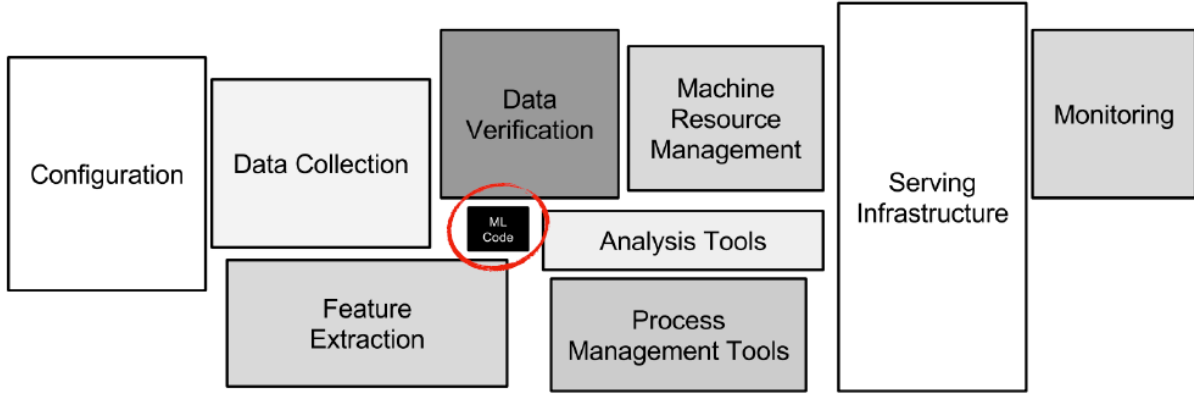 Configuration
Data Collection
Feature
Extraction
Data
Verification
ML
Code
Machine
Resource
Management
Analysis Tools
Process
Management Tools
Serving
Infrastructure
Monitoring